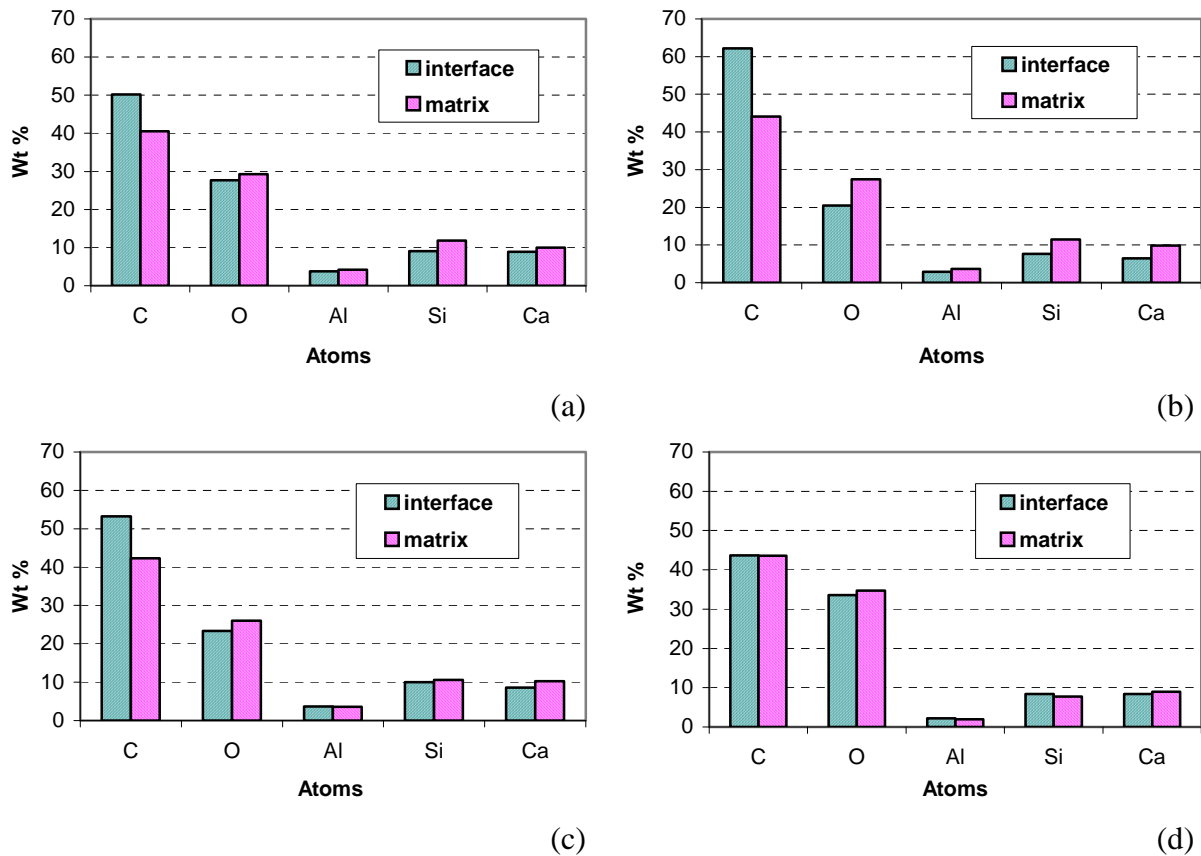 70
60
50
40
30
20
10
0
Wt %
interface
matrix
C O Al Si Ca
Atoms
(a)
70
60
50
40
30
20
10
0
Wt %
interface
matrix
C O Al Si Ca
Atoms
(b)
70
60
50
40
30
20
10
0
Wt %
interface
matrix
C O Al Si Ca
Atoms
(c)
70
60
50
40
30
20
10
0
Wt %
interface
matrix
C O Al Si Ca
Atoms
(d)